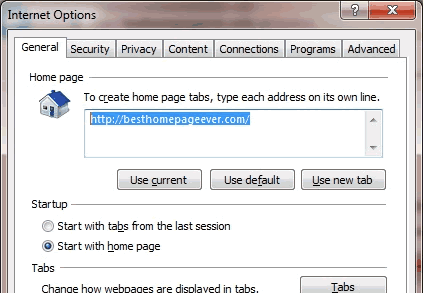 Internet Options
General Security Privacy Content Connections Programs Advanced
Home page
To create home page tabs, type each address on its own line.
http://besthomepageever.com/
Use current Use default Use new tab
Startup
Start with tabs from the last session
Start with home page
Tabs
Change how webpages are displayed in tabs. Tabs